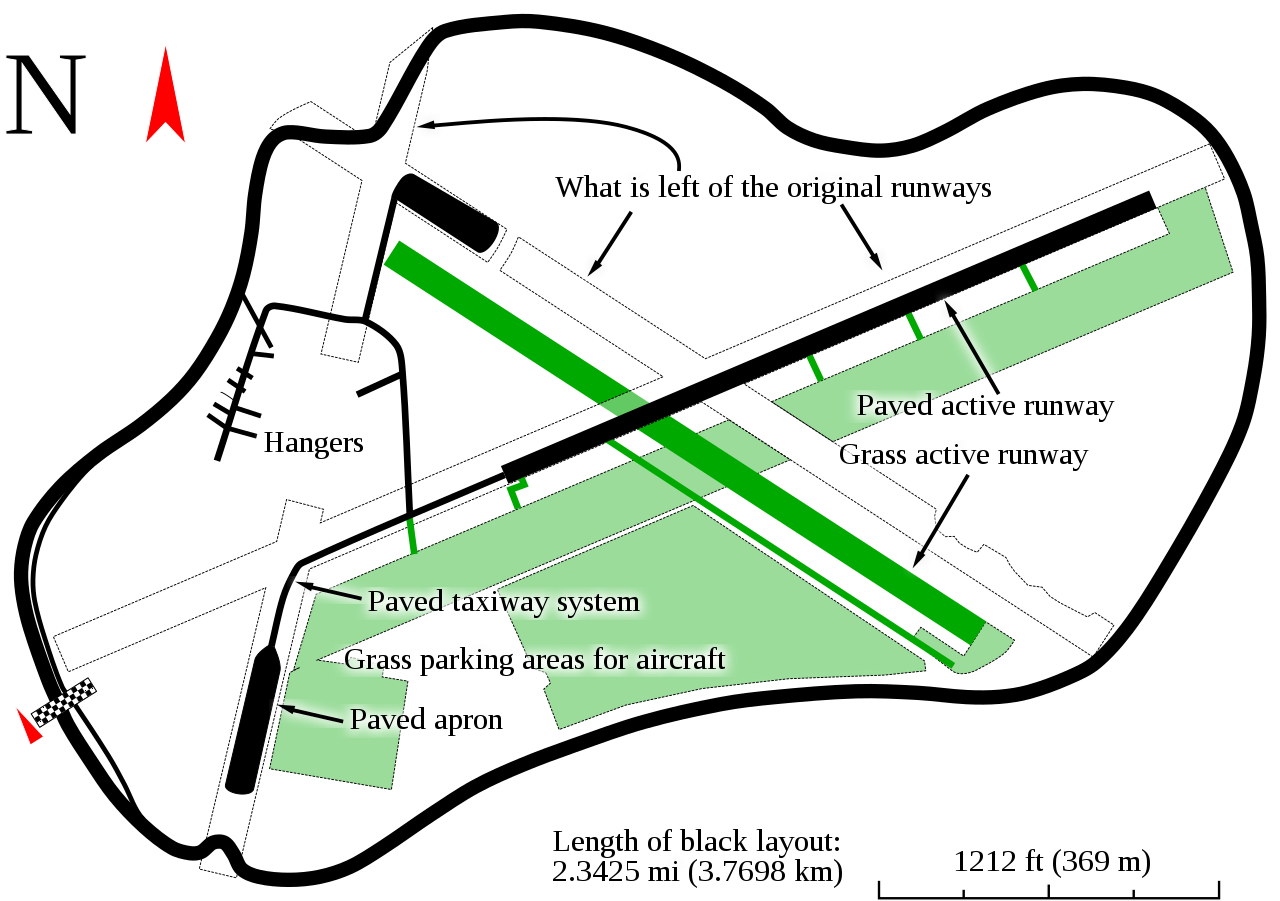 N
What is left of the original runways
Paved active runway
Hangers
Grass active runway
Paved taxiway system
Grass parking areas for aircraft
Paved apron
Length of black layout:
2.3425 mi (3.7698 km)
1212 ft (369 m)